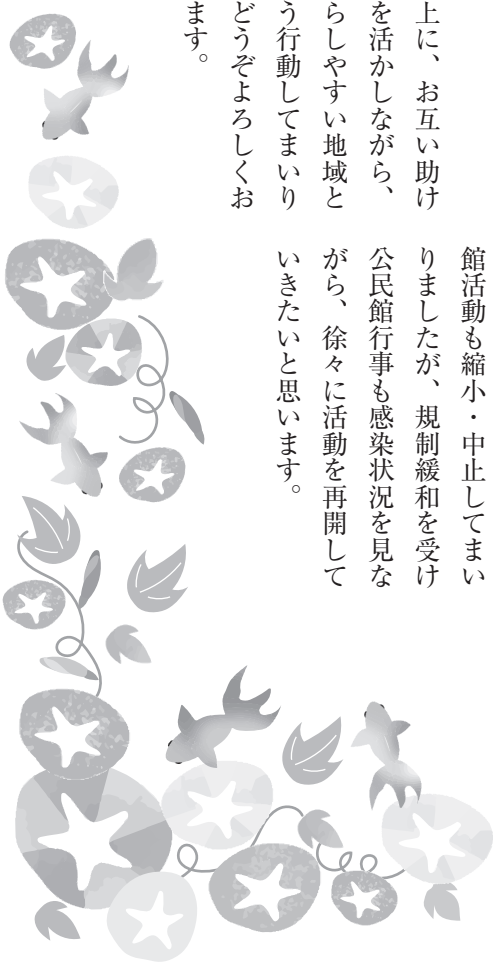 上に、お互い助け
を活かしながら、
らしやすい地域と
う行動してまいり
どうぞよろしくお
ます。
館活動も縮小・中止してまい
りましたが、規制緩和を受け
公民館行事も感染状況を見な
がら、徐々に活動を再開して
いきたいと思います。